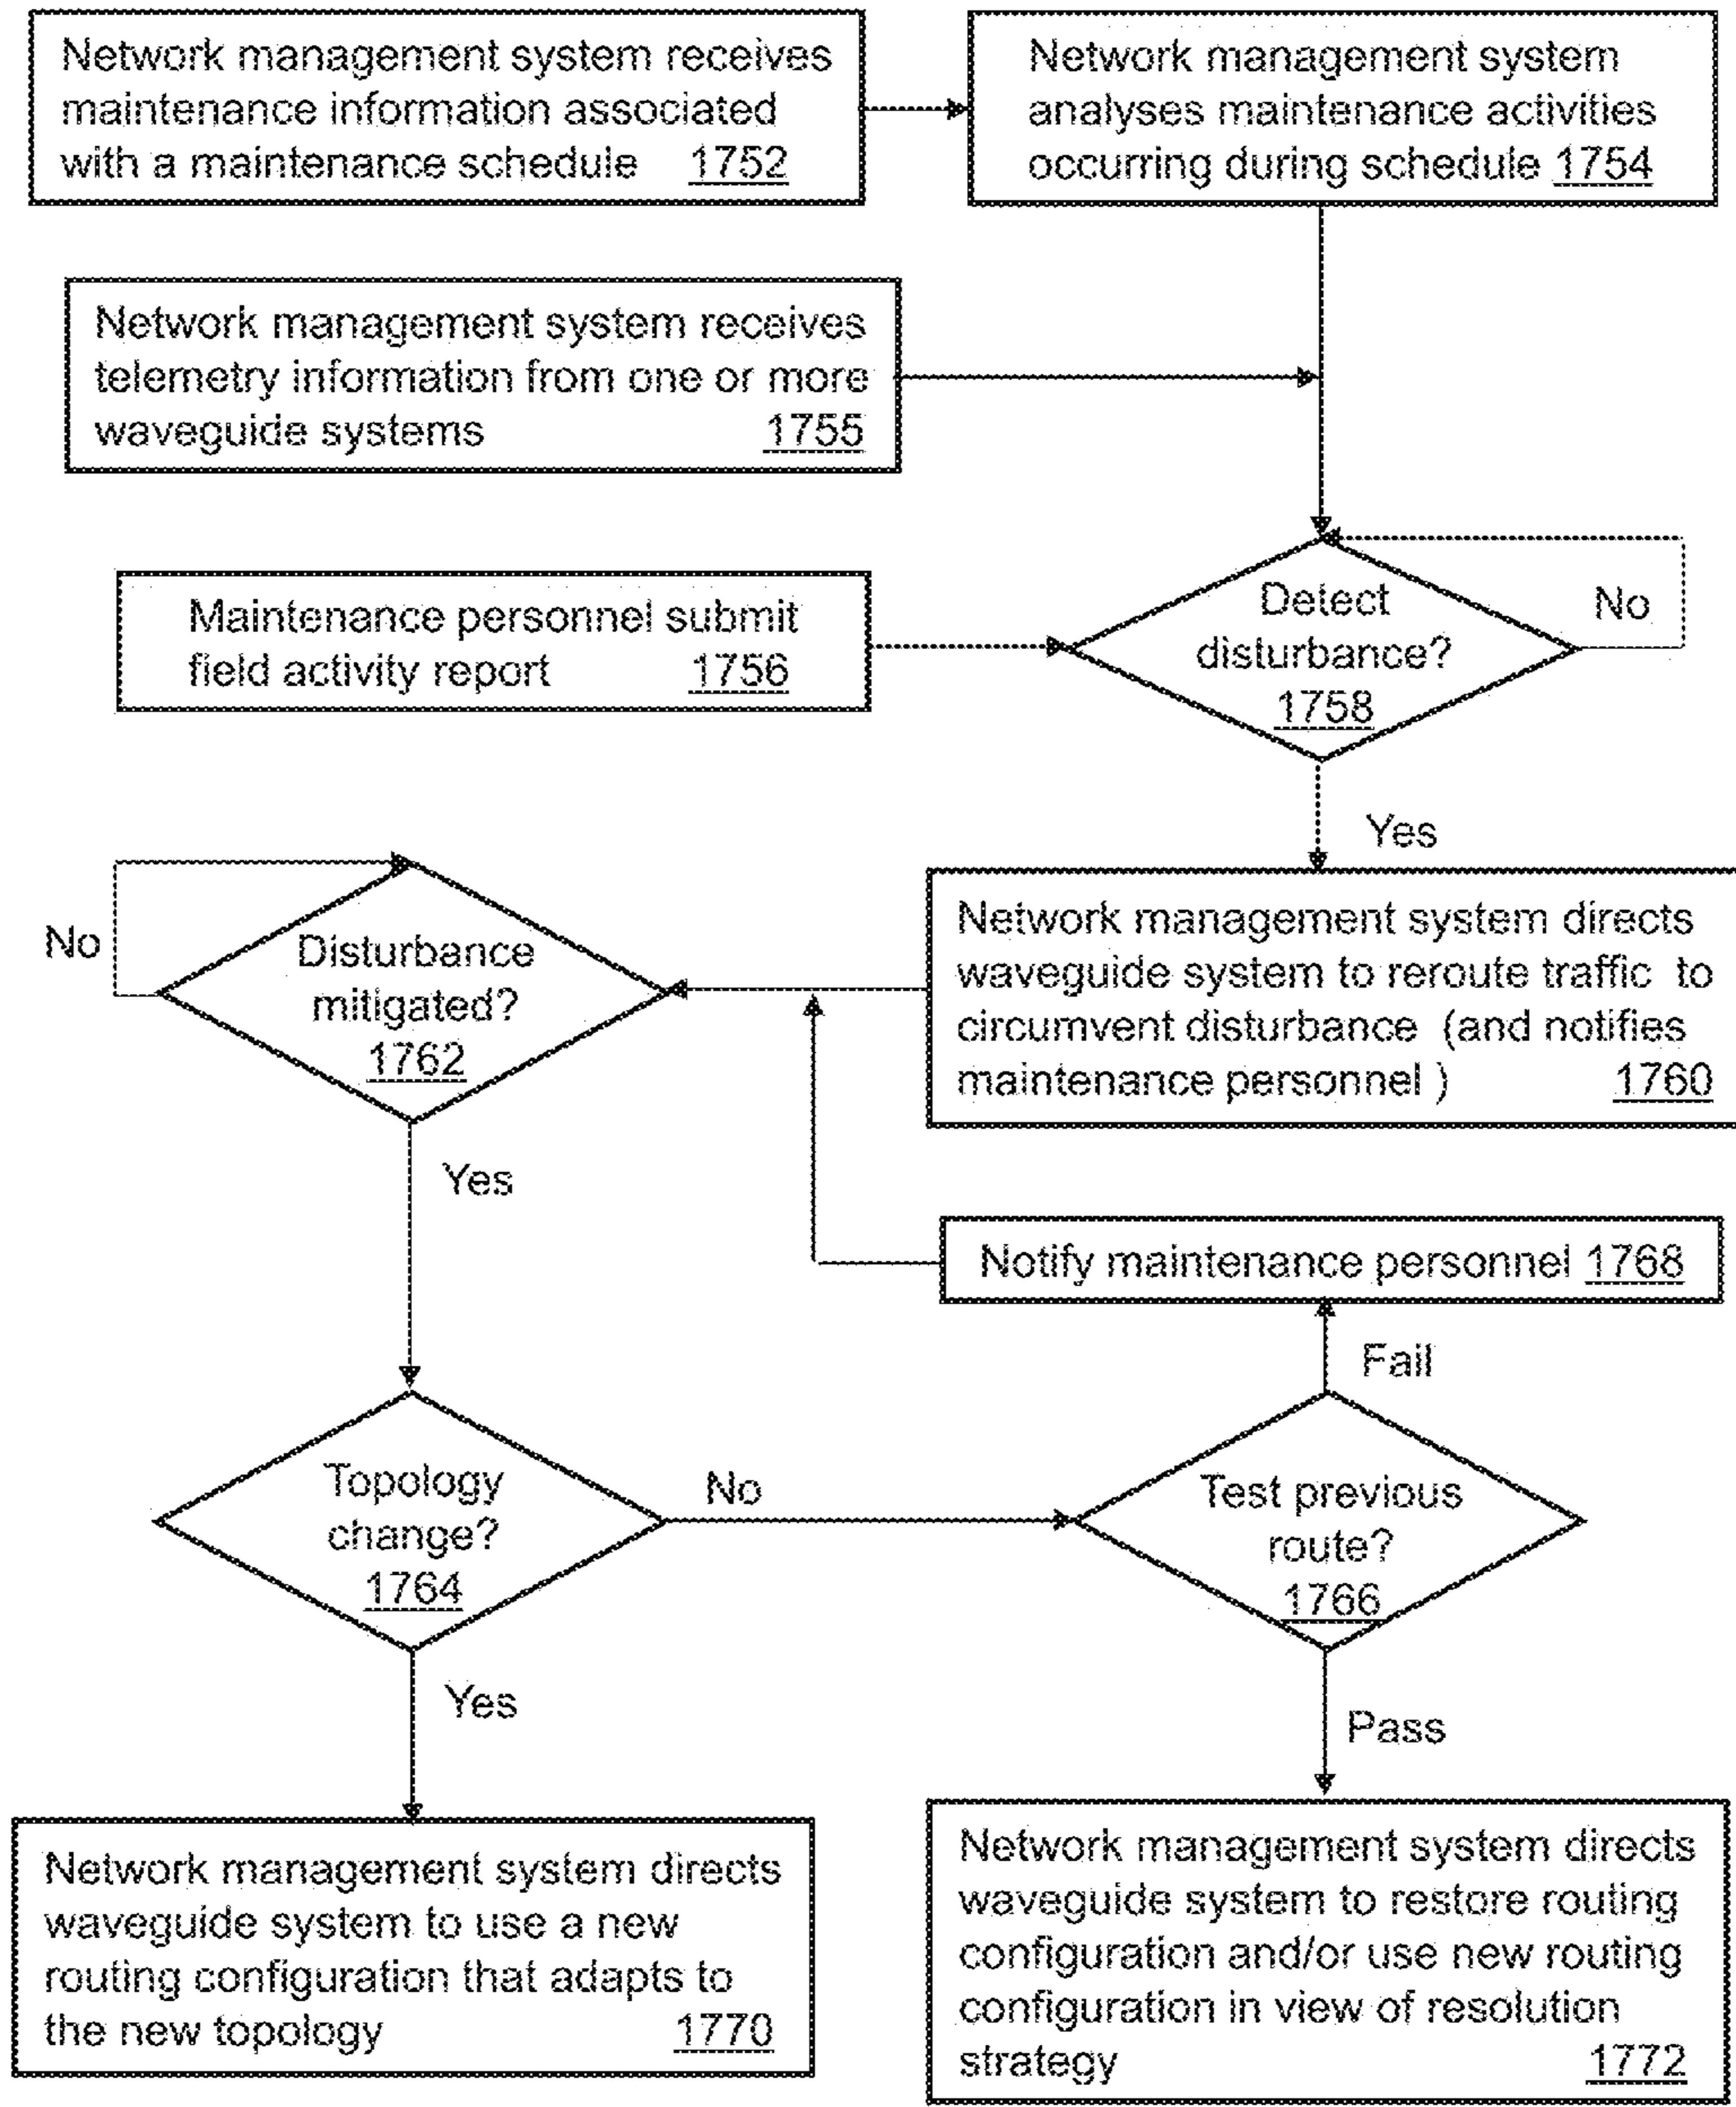 Network management system receives
maintenance information associated
with a maintenance schedule 1752
Network management system
analyses maintenance activities
occurring during schedule 1754
Network management system receives
telemetry information from one or more
waveguide systems 1755
Maintenance personnel submit
field activity report 1756
Detect
disturbance?
1758
No
Yes
Network management system directs
waveguide system to reroute traffic to
circumvent disturbance (and notifies
maintenance personnel ) 1760
No
Disturbance
mitigated?
1762
Yes
Notify maintenance personnel 1768
Fail
Topology
change?
1764
No
Test previous
route?
1766
Yes
Pass
Network management system directs
waveguide system to use a new
routing configuration that adapts to
the new topology 1770
Network management system directs
waveguide system to restore routing
configuration and/or use new routing
configuration in view of resolution
strategy 1772